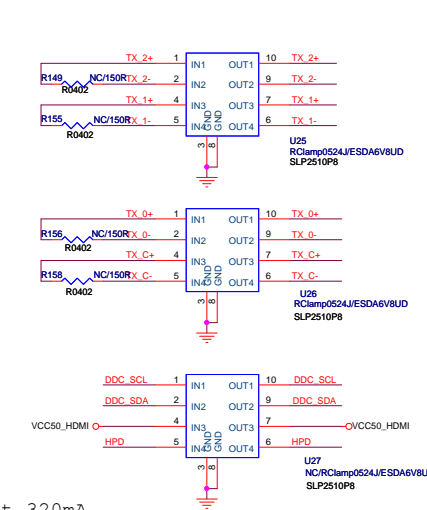 TX_2+ 1 IN1 OUT1 10 TX_2+
R149 NC/150R TX_2- 2 IN2 OUT2 9 TX_2-
R0402
TX_1+ 4 IN3 OUT3 7 TX_1+
R155 NC/150R TX_1- 5 IN4 OUT4 6 TX_1-
R0402
GND GND
3 8
U25
RClamp0524J/ESDA6V8UD
SLP2510P8
TX_0+ 1 IN1 OUT1 10 TX_0+
R156 NC/150R TX_0- 2 IN2 OUT2 9 TX_0-
R0402
TX_C+ 4 IN3 OUT3 7 TX_C+
R158 NC/150R TX_C- 5 IN4 OUT4 6 TX_C-
R0402
GND GND
3 8
U26
RClamp0524J/ESDA6V8UD
SLP2510P8
DDC_SCL 1 IN1 OUT1 10 DDC_SCL
DDC_SDA 2 IN2 OUT2 9 DDC_SDA
VCC50_HDMI 4 IN3 OUT3 7 VCC50_HDMI
HPD 5 IN4 OUT4 6 HPD
GND GND
3 8
U27
NC/RClamp0524J/ESDA6V8U
SLP2510P8
t 320mA